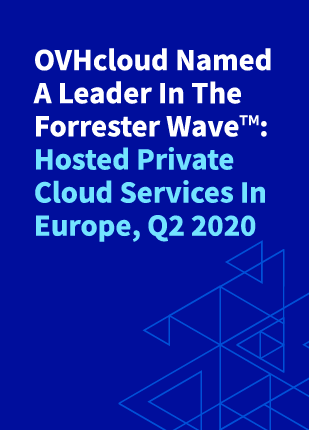 OVHcloud Named
A Leader In The
Forrester Wave™:
Hosted Private
Cloud Services In
Europe, Q2 2020